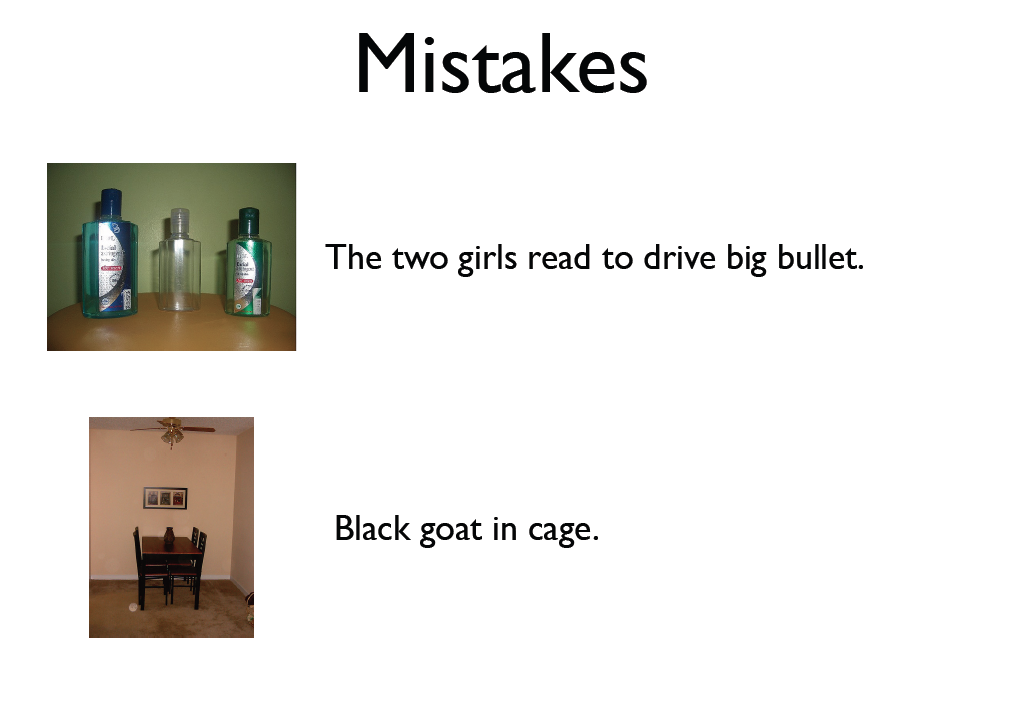 Mistakes
The two girls read to drive big bullet.
Black goat in cage.